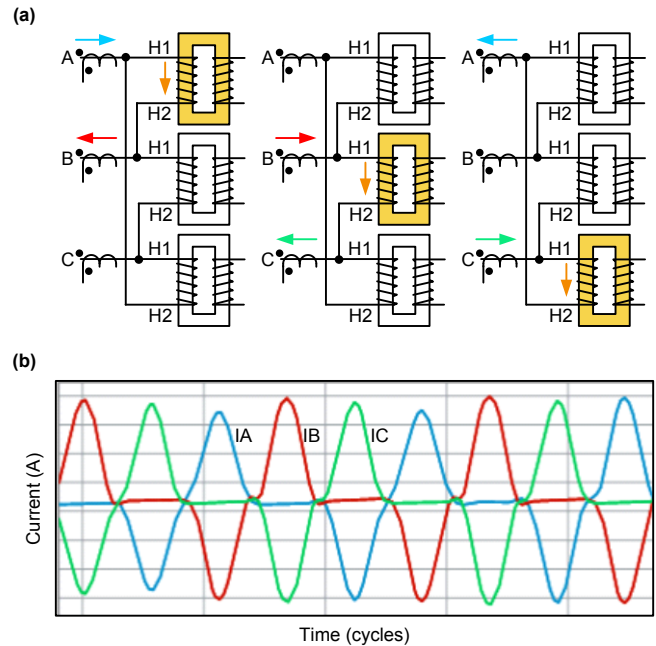 (a)
A H1 H2
B H1 H2
C H1 H2
A H1 H2
B H1 H2
C H1 H2
A H1 H2
B H1 H2
C H1 H2
(b)
Current (A)
IA IB IC
Time (cycles)